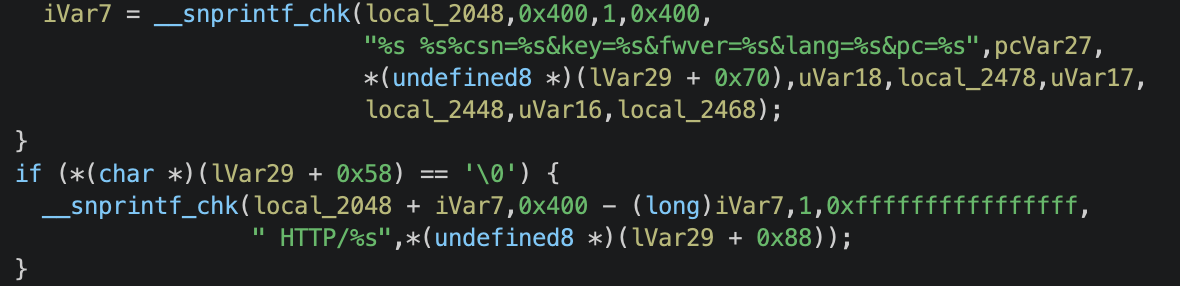 iVar7 = __snprintf_chk(local_2048,0x400,1,0x400,
"%s %s%csn=%s&key=%s&fwver=%s&lang=%s&pc=%s",pcVar27,
*(undefined8 *)(lVar29 + 0x70),uVar18,local_2478,uVar17,
local_2448,uVar16,local_2468);
}
if (*(char *)(lVar29 + 0x58) == '\0') {
__snprintf_chk(local_2048 + iVar7,0x400 - (long)iVar7,1,0xffffffffffffffff,
" HTTP/%s",*(undefined8 *)(lVar29 + 0x88));
}